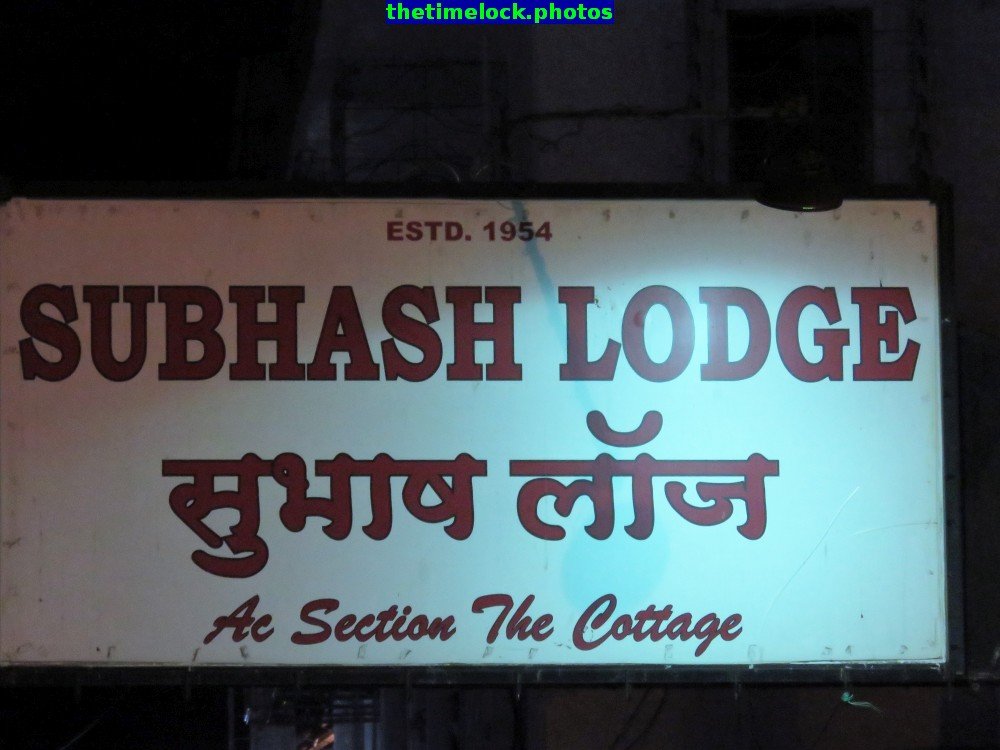 thetimelock.photos
ESTD. 1954
SUBHASH LODGE
सुभाष लॉज
Ac Section The Cottage